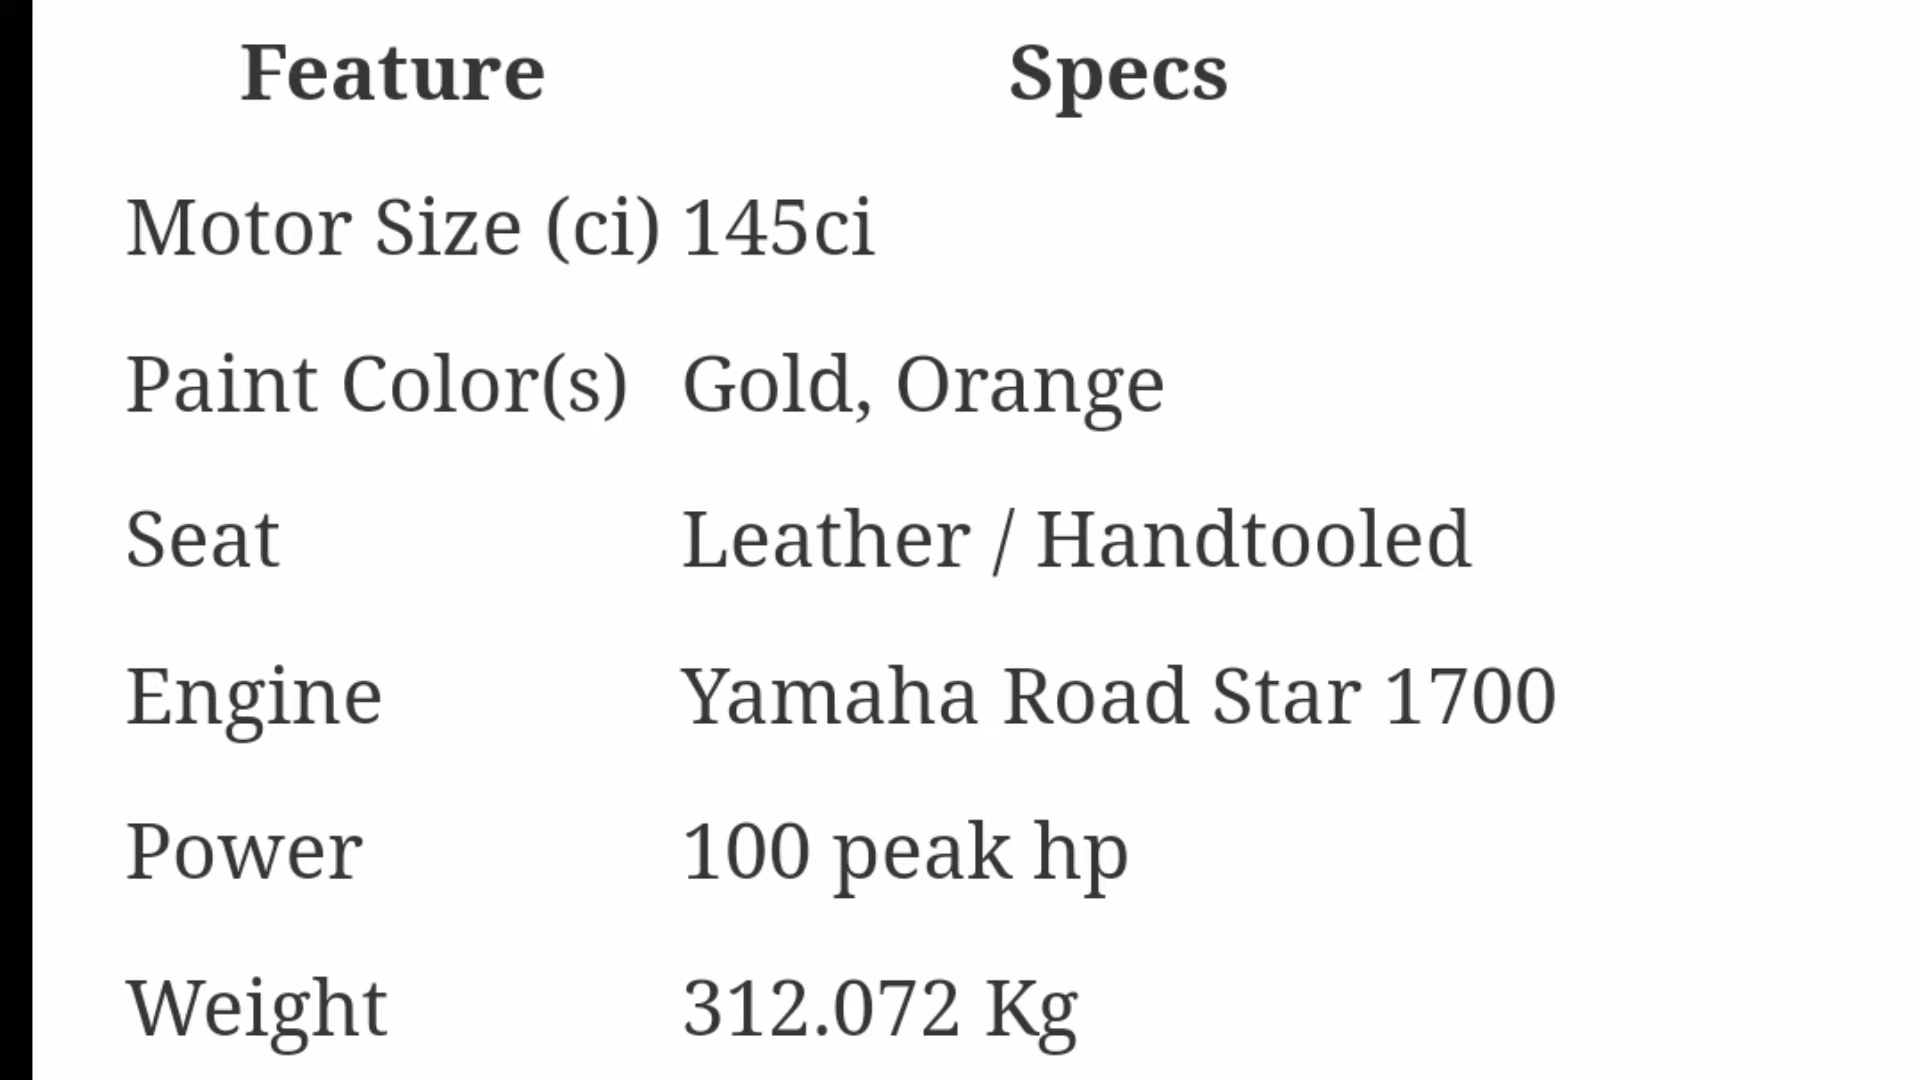 Feature Specs
Motor Size (ci) 145ci
Paint Color(s) Gold, Orange
Seat Leather / Handtooled
Engine Yamaha Road Star 1700
Power 100 peak hp
Weight 312.072 Kg